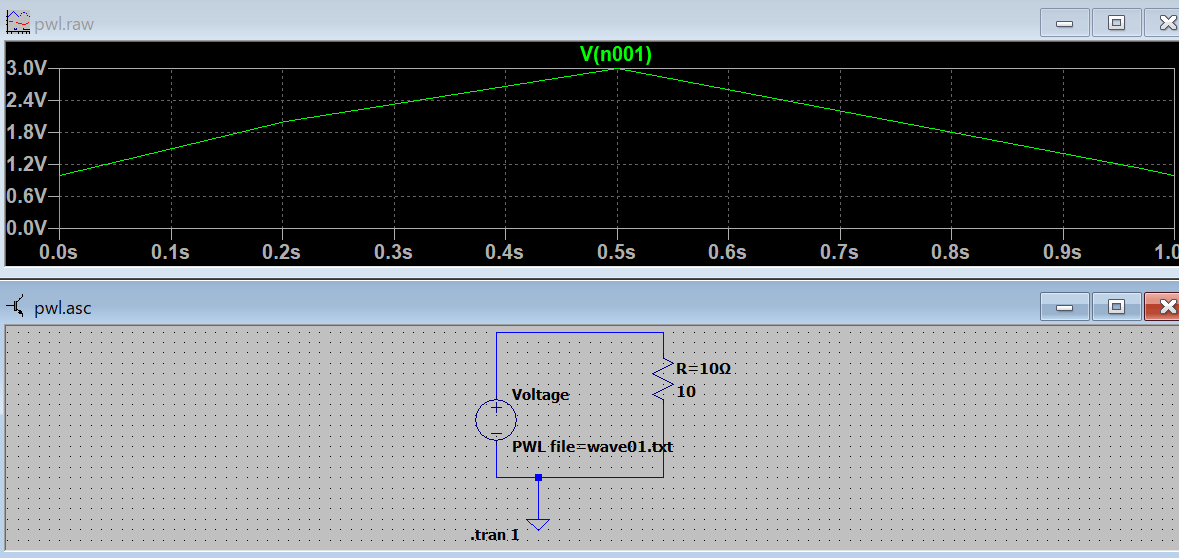 pwl.raw
V(n001)
3.0V
2.4V
1.8V
1.2V
0.6V
0.0V
0.0s 0.1s 0.2s 0.3s 0.4s 0.5s 0.6s 0.7s 0.8s 0.9s 1.0
pwl.asc
R=10Ω
10
Voltage
PWL file=wave01.txt
.tran 1